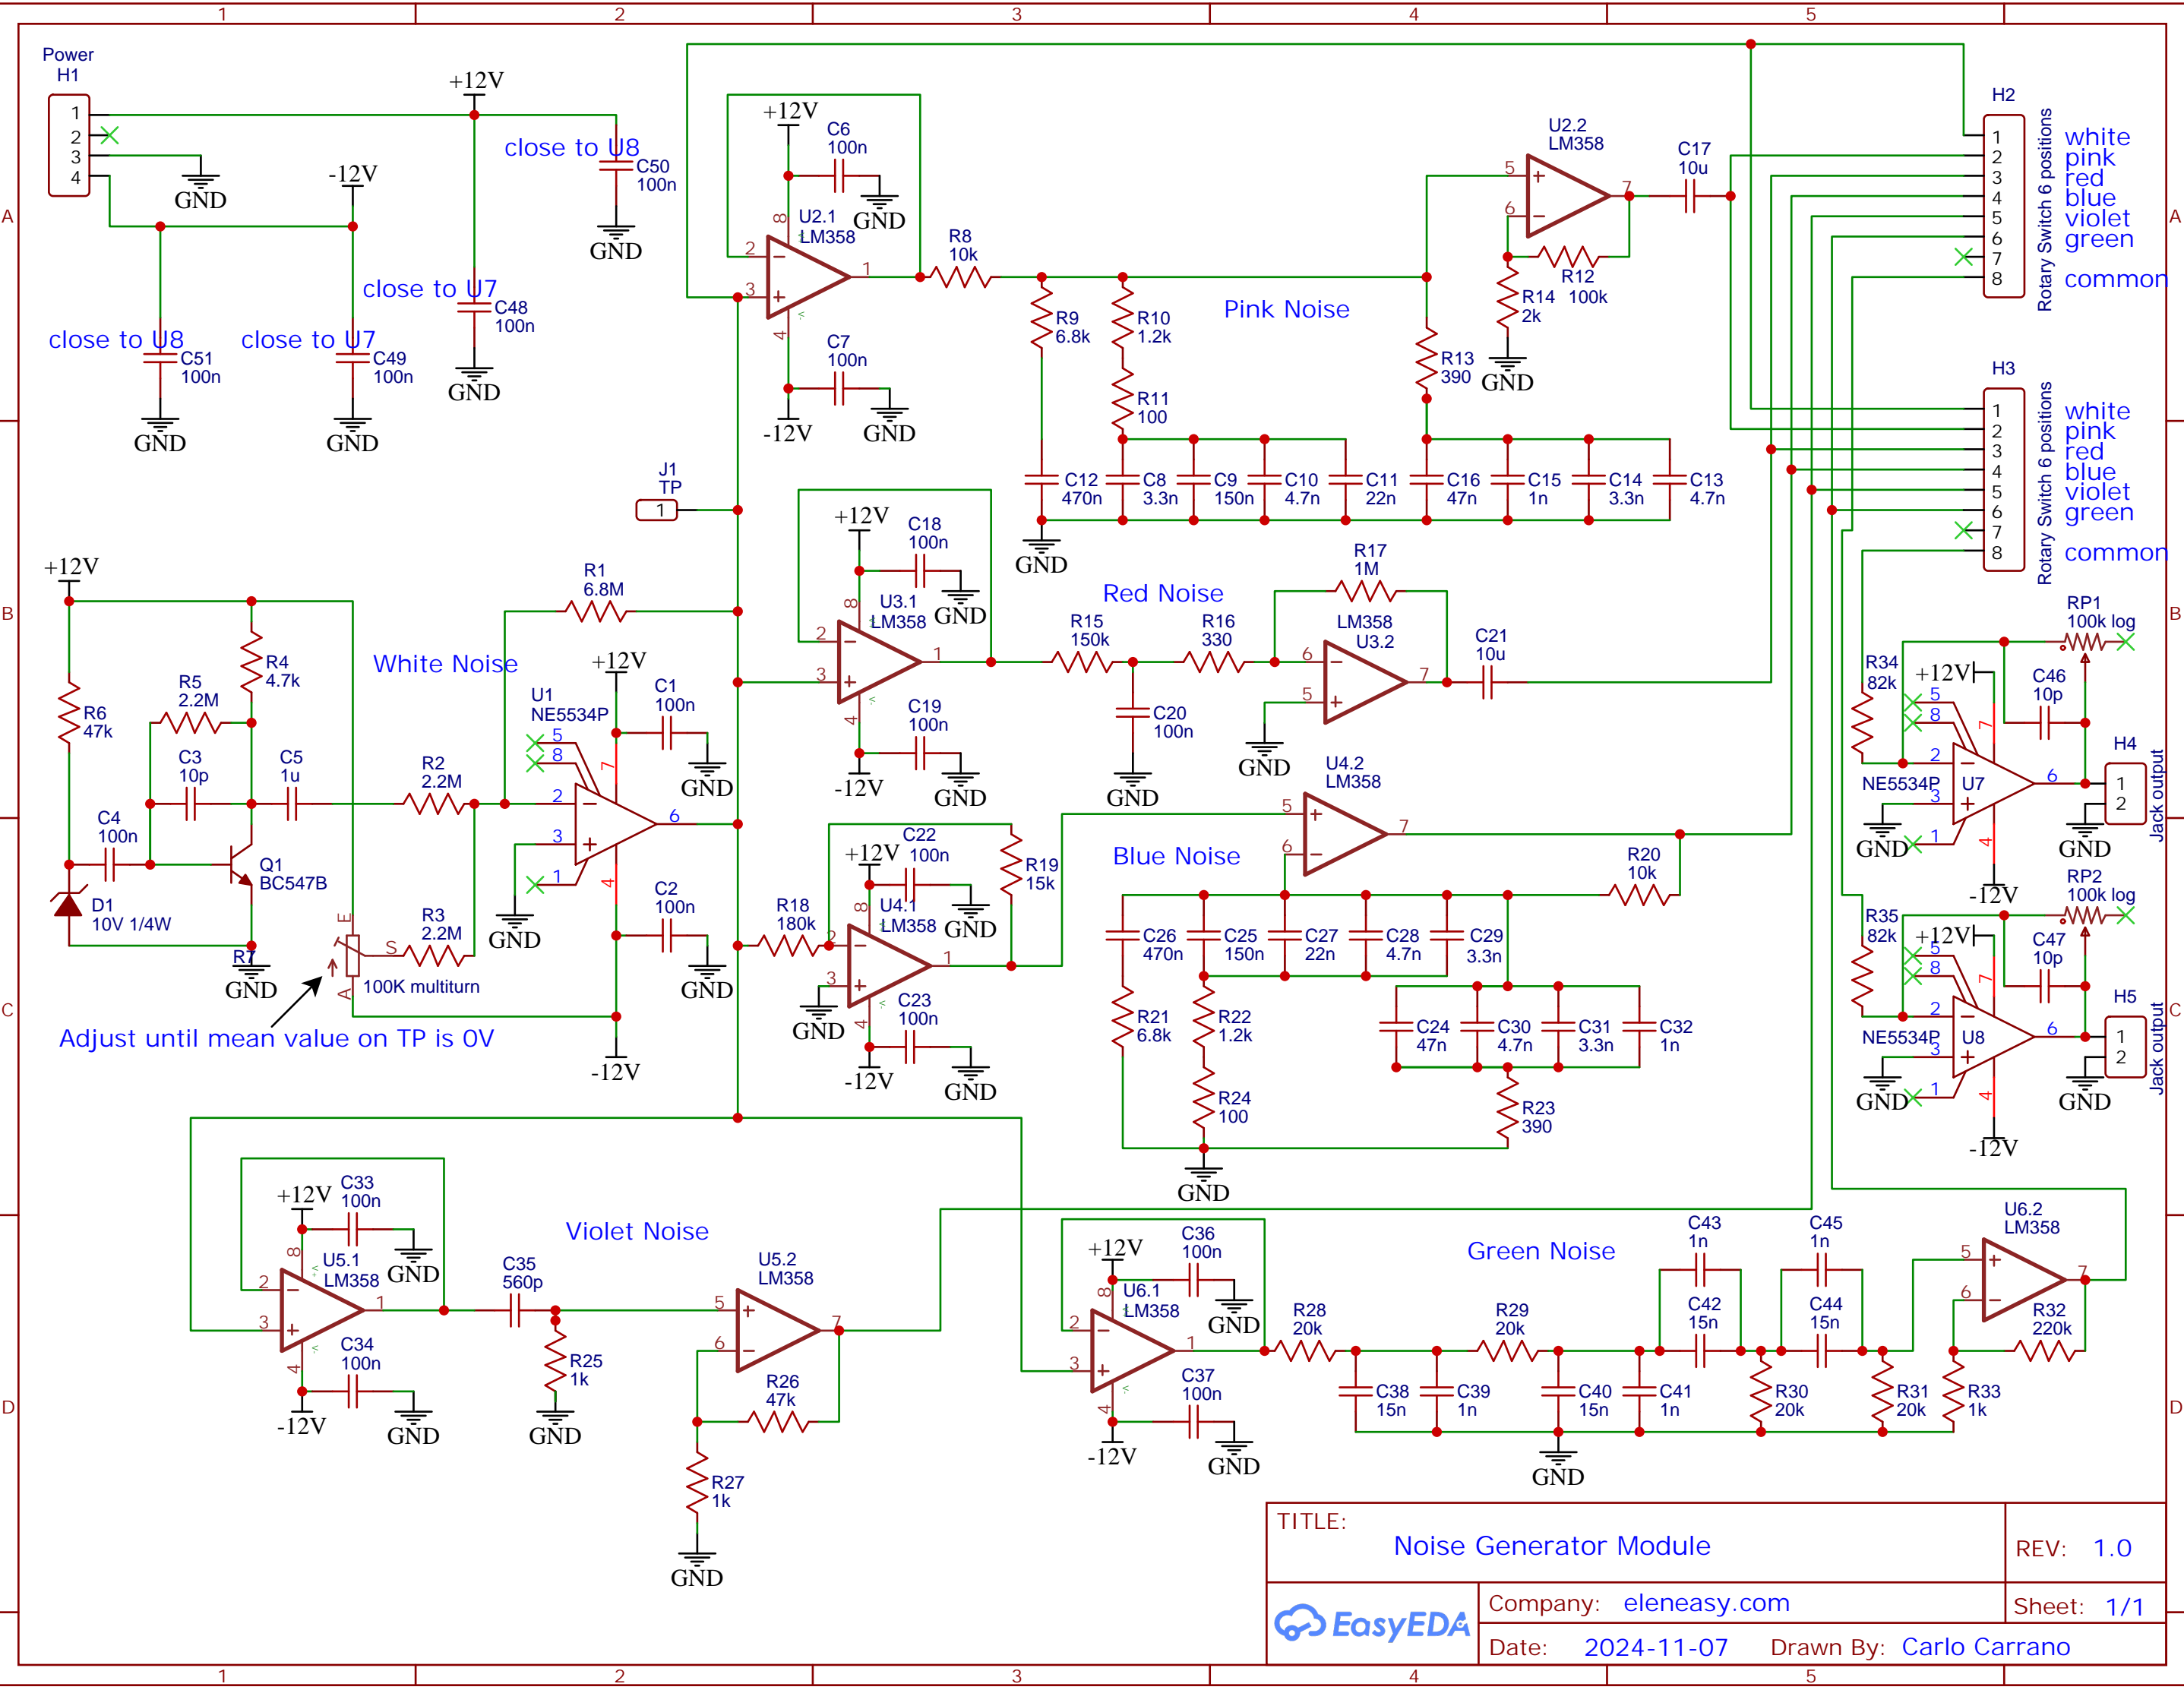 1 2 3 4 5
A B C D
Power
H1
1
2
3
4
+12V
GND
-12V
close to U8
C50
100n
GND
close to U7
C48
100n
GND
close to U8
C51
100n
GND
close to U7
C49
100n
GND
+12V
C6
100n
GND
U2.1
LM358
8
2
3
1
4
C7
100n
GND
-12V
R8
10k
R9
6.8k
R10
1.2k
R11
100
Pink Noise
U2.2
LM358
5
6
7
C17
10u
R12
100k
R14
2k
GND
R13
390
C12
470n
C8
3.3n
C9
150n
C10
4.7n
C11
22n
C16
47n
C15
1n
C14
3.3n
C13
4.7n
GND
H2
Rotary Switch 6 positions
1 white
2 pink
3 red
4 blue
5 violet
6 green
7
8 common
H3
Rotary Switch 6 positions
1 white
2 pink
3 red
4 blue
5 violet
6 green
7
8 common
J1
TP
1
+12V
R6
47k
R4
4.7k
R5
2.2M
C3
10p
C5
1u
C4
100n
Q1
BC547B
D1
10V 1/4W
GND
R7
E
S
A
100K multiturn
Adjust until mean value on TP is 0V
White Noise
R1
6.8M
R2
2.2M
R3
2.2M
U1
NE5534P
5
8
2
3
1
7
6
4
+12V
C1
100n
GND
GND
C2
100n
GND
-12V
+12V
C18
100n
GND
U3.1
LM358
8
2
3
1
4
C19
100n
GND
-12V
Red Noise
R15
150k
R16
330
C20
100n
GND
R17
1M
LM358
U3.2
6
5
7
GND
C21
10u
Blue Noise
R18
180k
R19
15k
+12V
C22
100n
GND
U4.1
LM358
8
2
3
1
4
GND
C23
100n
GND
-12V
U4.2
LM358
5
6
7
R20
10k
C26
470n
C25
150n
C27
22n
C28
4.7n
C29
3.3n
C24
47n
C30
4.7n
C31
3.3n
C32
1n
R21
6.8k
R22
1.2k
R24
100
R23
390
GND
RP1
100k log
R34
82k
+12V
C46
10p
5
8
2
3
1
7
6
4
NE5534P
U7
GND
-12V
H4
1
2
Jack output
GND
RP2
100k log
R35
82k
+12V
C47
10p
5
8
2
3
1
7
6
4
NE5534P
U8
GND
-12V
H5
1
2
Jack output
GND
Violet Noise
+12V
C33
100n
GND
U5.1
LM358
8
2
3
1
4
C34
100n
GND
-12V
C35
560p
R25
1k
GND
U5.2
LM358
5
6
7
R26
47k
R27
1k
GND
Green Noise
+12V
C36
100n
GND
U6.1
LM358
8
2
3
1
4
C37
100n
GND
-12V
R28
20k
C38
15n
C39
1n
R29
20k
C40
15n
C41
1n
GND
C43
1n
C42
15n
C45
1n
C44
15n
R30
20k
R31
20k
R33
1k
U6.2
LM358
5
6
7
R32
220k
TITLE:
Noise Generator Module
REV: 1.0
EasyEDA
Company: eleneasy.com
Sheet: 1/1
Date: 2024-11-07 Drawn By: Carlo Carrano
1 2 3 4 5